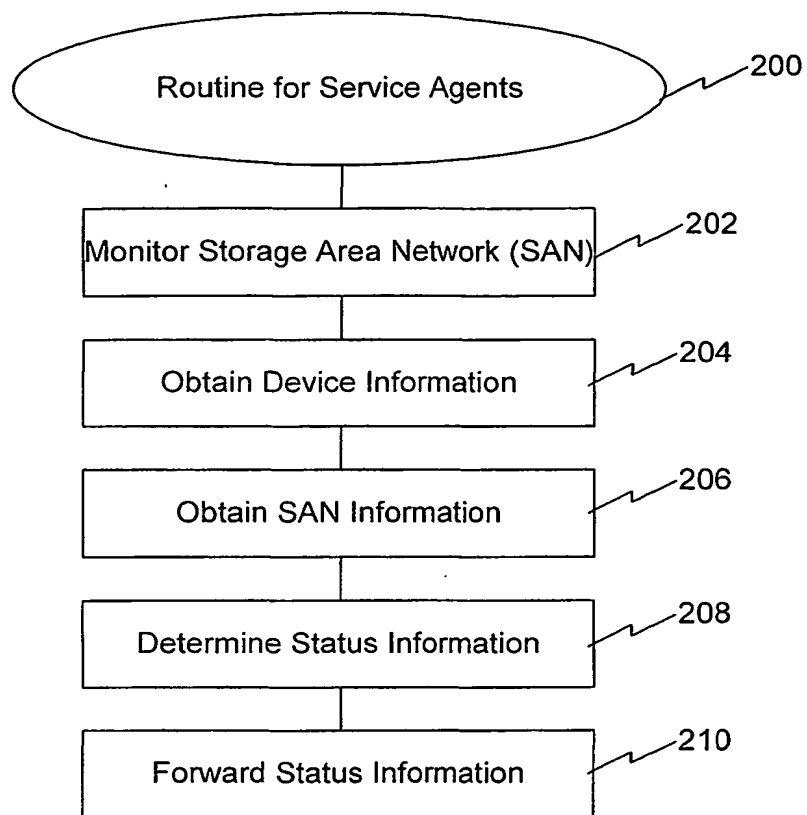 Routine for Service Agents
200
Monitor Storage Area Network (SAN)
202
Obtain Device Information
204
Obtain SAN Information
206
Determine Status Information
208
Forward Status Information
210